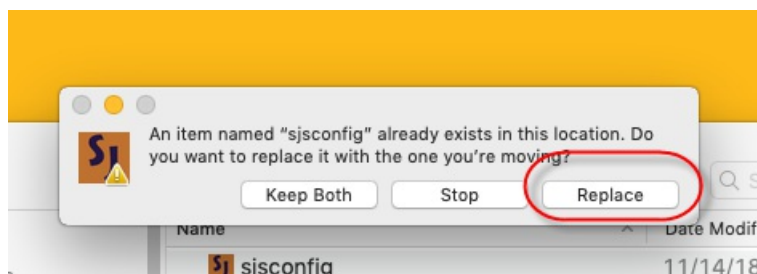 An item named “sjsconfig” already exists in this location. Do
you want to replace it with the one you’re moving?
Keep Both Stop Replace
SJ
Name Date Modif
sjsconfig 11/14/18